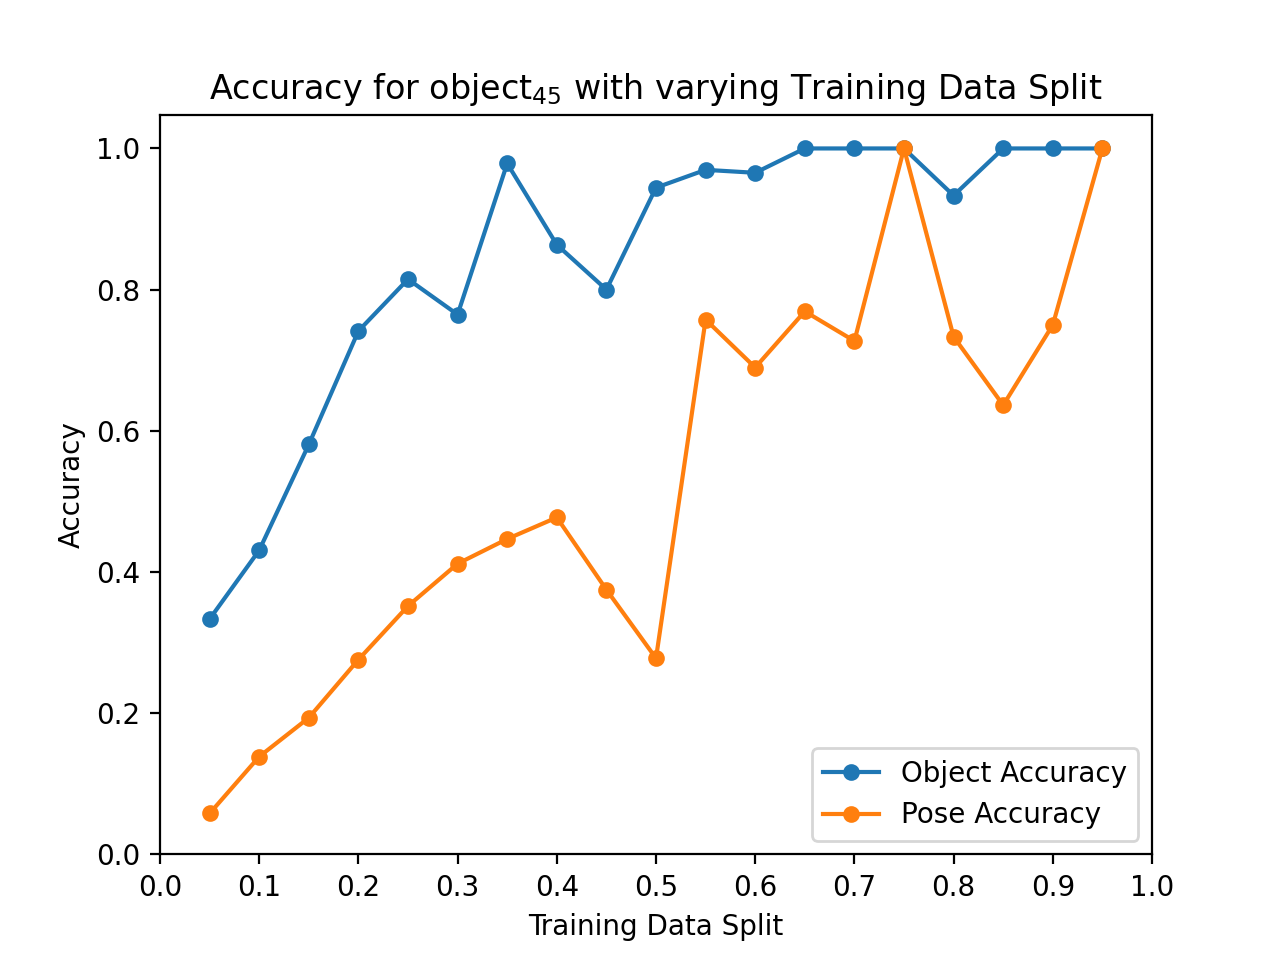 Accuracy for object₄₅ with varying Training Data Split
1.0
0.8
0.6
0.4
0.2
0.0
Accuracy
Object Accuracy
Pose Accuracy
0.0 0.1 0.2 0.3 0.4 0.5 0.6 0.7 0.8 0.9 1.0
Training Data Split